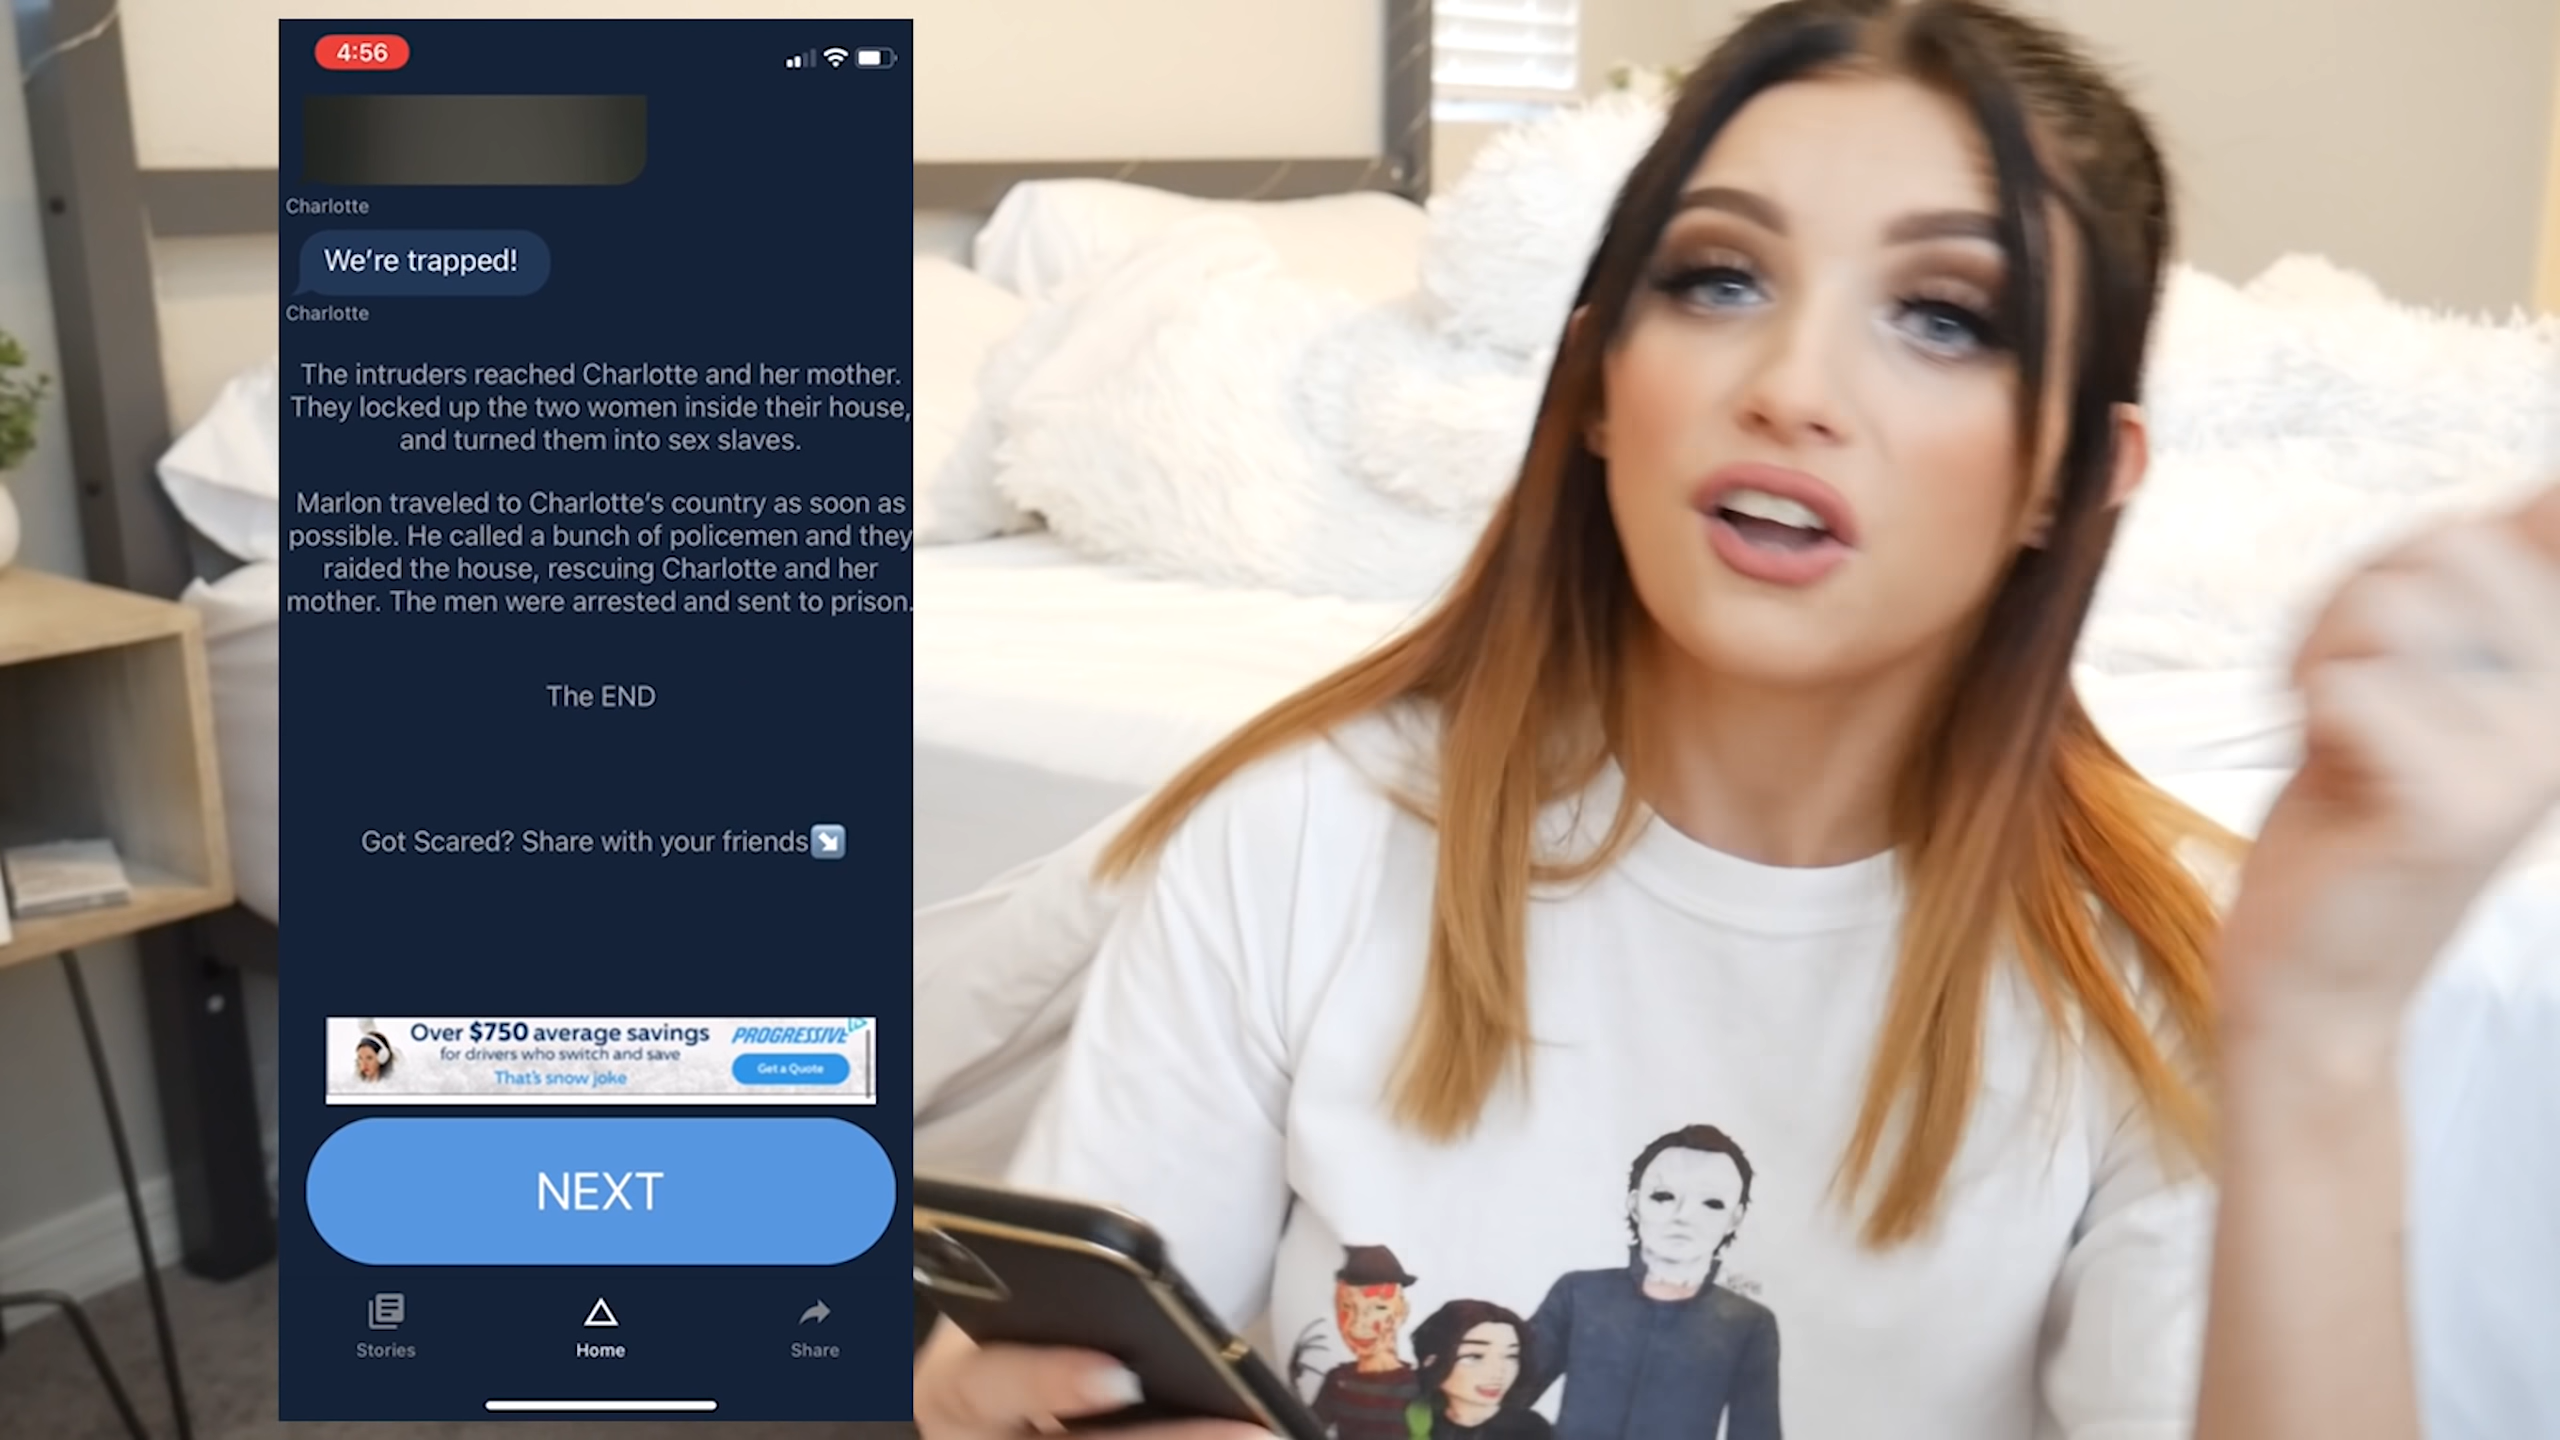 4:56
Charlotte
We're trapped!
Charlotte
The intruders reached Charlotte and her mother.
They locked up the two women inside their house,
and turned them into sex slaves.
Marlon traveled to Charlotte's country as soon as
possible. He called a bunch of policemen and they
raided the house, rescuing Charlotte and her
mother. The men were arrested and sent to prison.
The END
Got Scared? Share with your friends
Over $750 average savings
for drivers who switch and save
That's snow joke
PROGRESSIVE
Get a Quote
NEXT
Stories
Home
Share